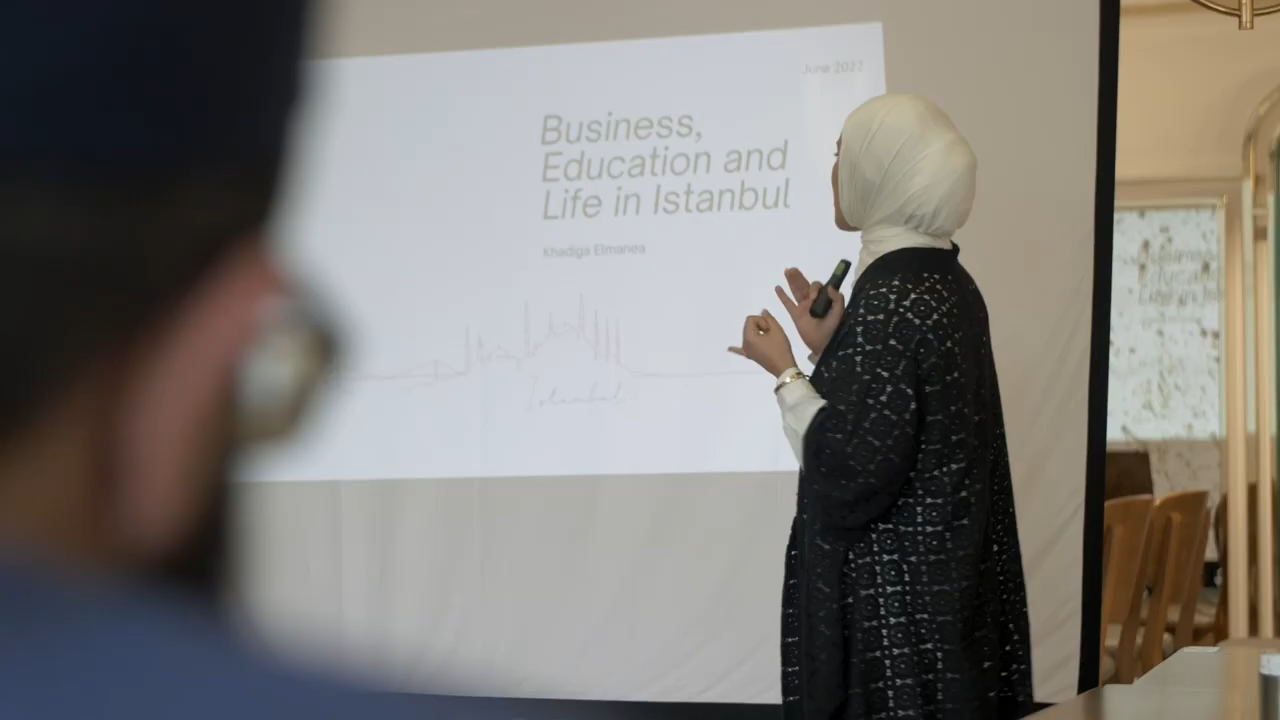 June 2022
Business,
Education and
Life in Istanbul
Khadiga Elmanea
Istanbul